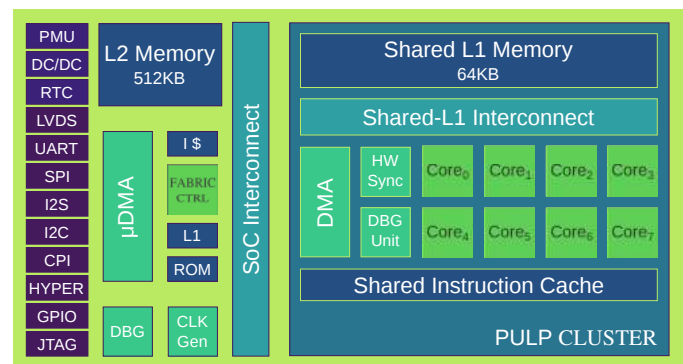 PMU
DC/DC
RTC
LVDS
UART
SPI
I2S
I2C
CPI
HYPER
GPIO
JTAG
L2 Memory
512KB
µDMA
I $
FABRIC
CTRL
L1
ROM
DBG
CLK
Gen
SoC Interconnect
Shared L1 Memory
64KB
Shared-L1 Interconnect
DMA
HW
Sync
Core₀ Core₁ Core₂ Core₃
DBG
Unit
Core₄ Core₅ Core₆ Core₇
Shared Instruction Cache
PULP CLUSTER